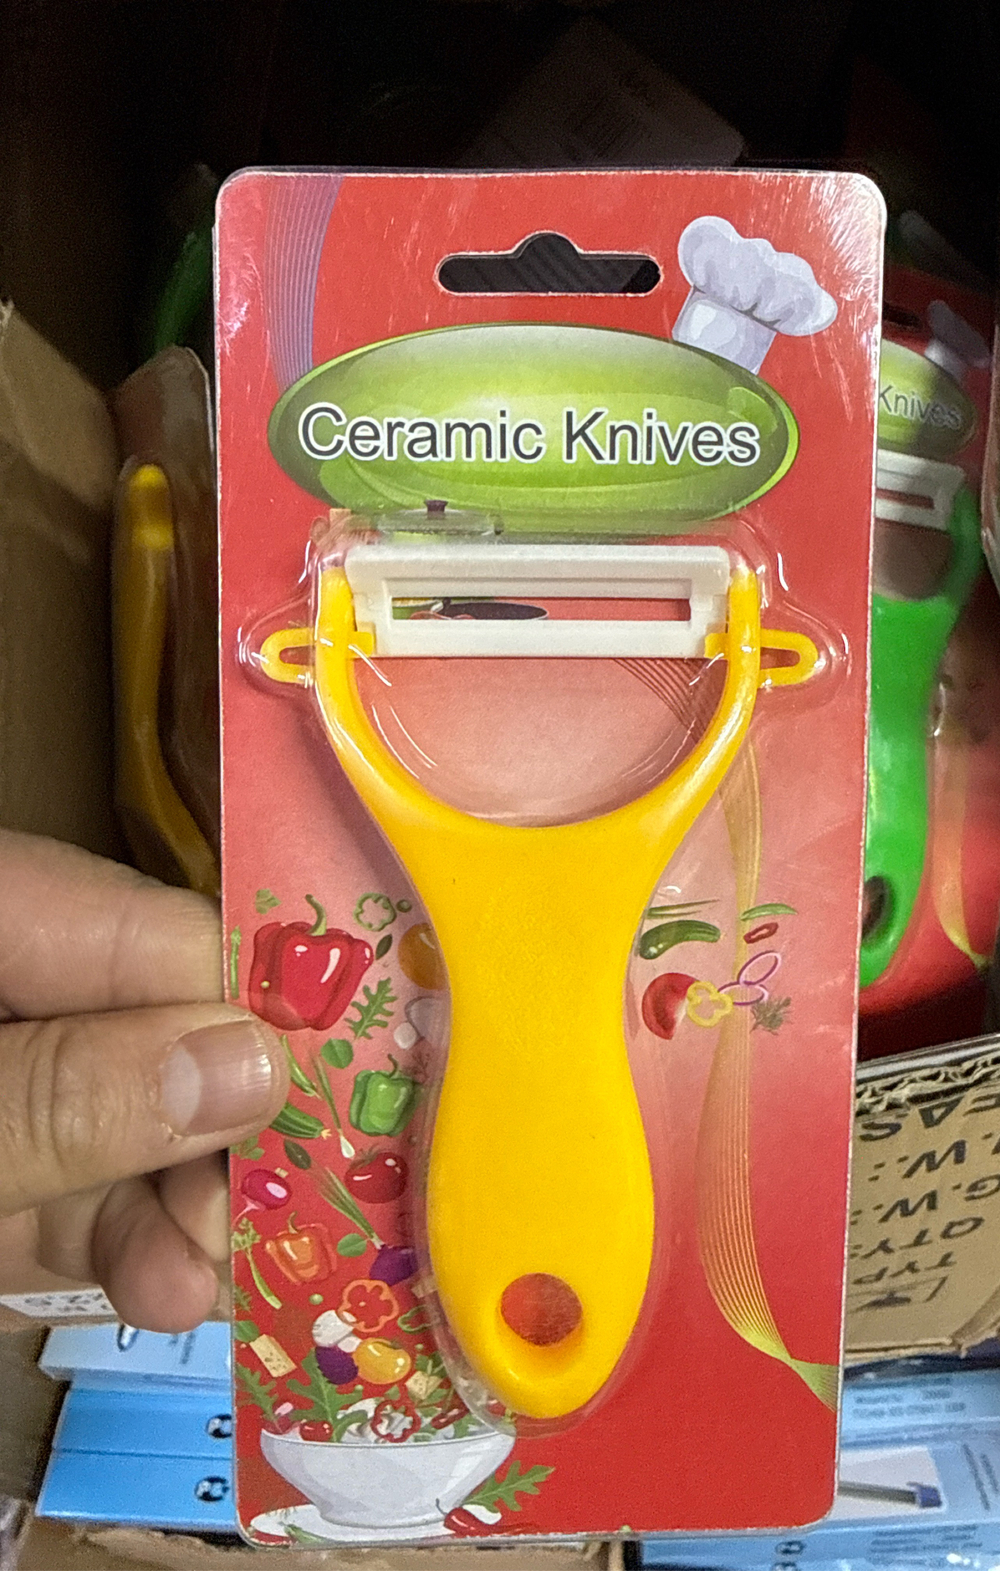 Ceramic Knives
Knives
G.W.:
QTY: